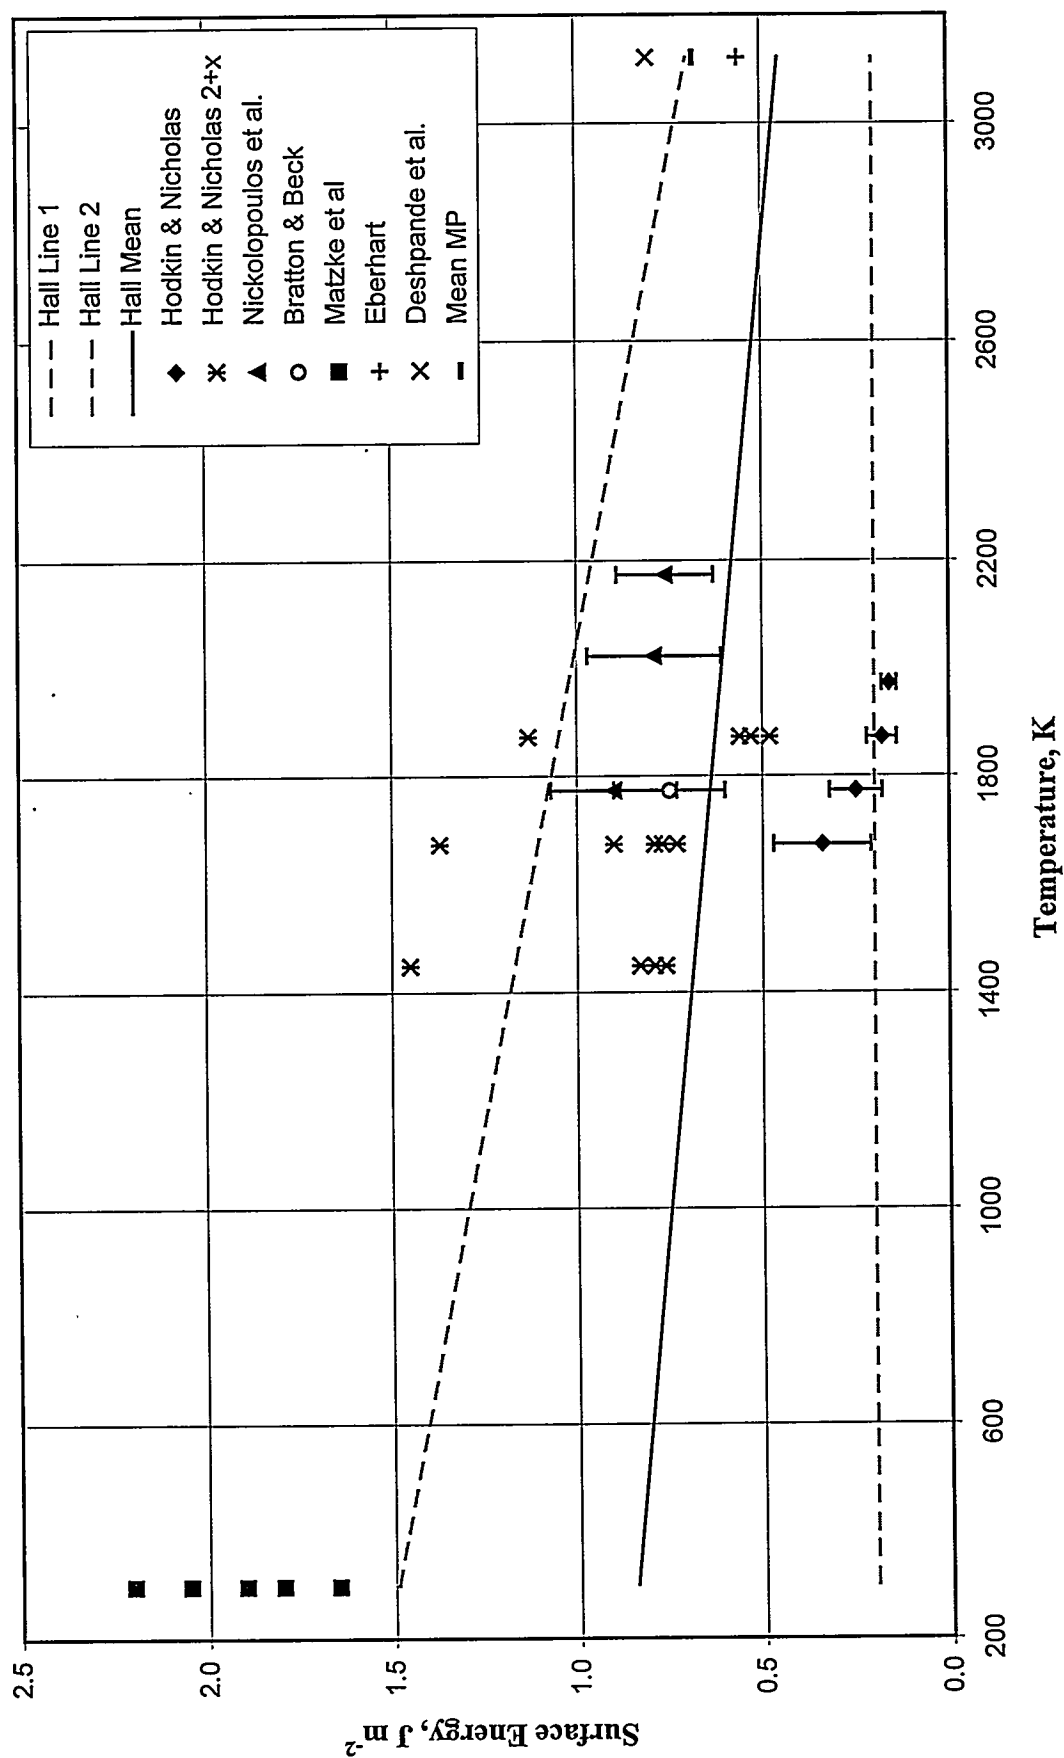 Surface Energy, J m-2
2.5
2.0
1.5
1.0
0.5
0.0
200
600
1000
1400
1800
2200
2600
3000
Temperature, K
Hall Line 1
Hall Line 2
Hall Mean
Hodkin & Nicholas
Hodkin & Nicholas 2+x
Nickolopoulos et al.
Bratton & Beck
Matzke et al
Eberhart
Deshpande et al.
Mean MP